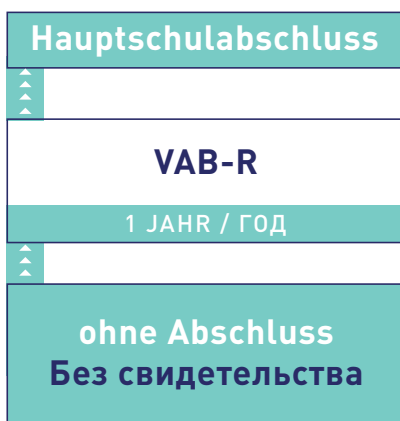 Hauptschulabschluss
VAB-R
1 JAHR / ГОД
ohne Abschluss
Без свидетельства